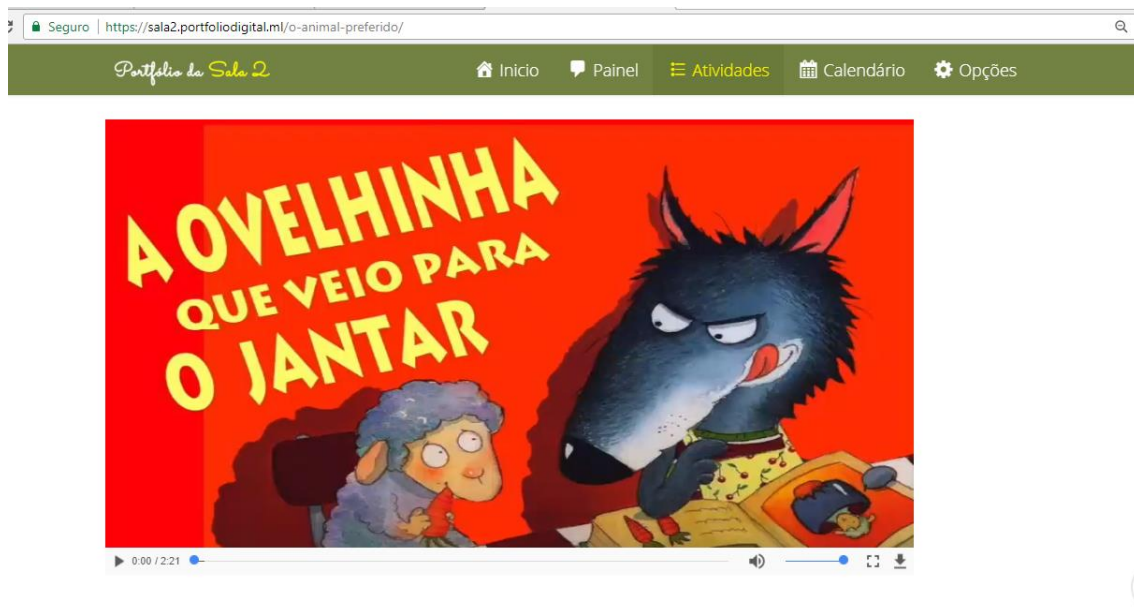 Seguro | https://sala2.portfoliodigital.ml/o-animal-preferido/
Portfólio da Sala 2 Inicio Painel Atividades Calendário Opções
A OVELHINHA
QUE VEIO PARA
O JANTAR
0:00 / 2:21